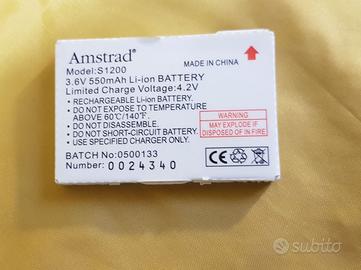 Amstrad®
Model:S1200
MADE IN CHINA
3.6V 550mAh Li-ion BATTERY
Limited Charge Voltage:4.2V
• RECHARGEABLE Li-ion BATTERY
• DO NOT EXPOSE TO TEMPERATURE
ABOVE 60℃/140℉.
• DO NOT DISASSEMBLE
• DO NOT SHORT-CIRCUIT BATTERY
• USE SPECIFIED CHARGER ONLY
WARNING
MAY EXPLODE IF
DISPOSED OF IN FIRE
BATCH No:0500133
Number: 0024340
CE
subito